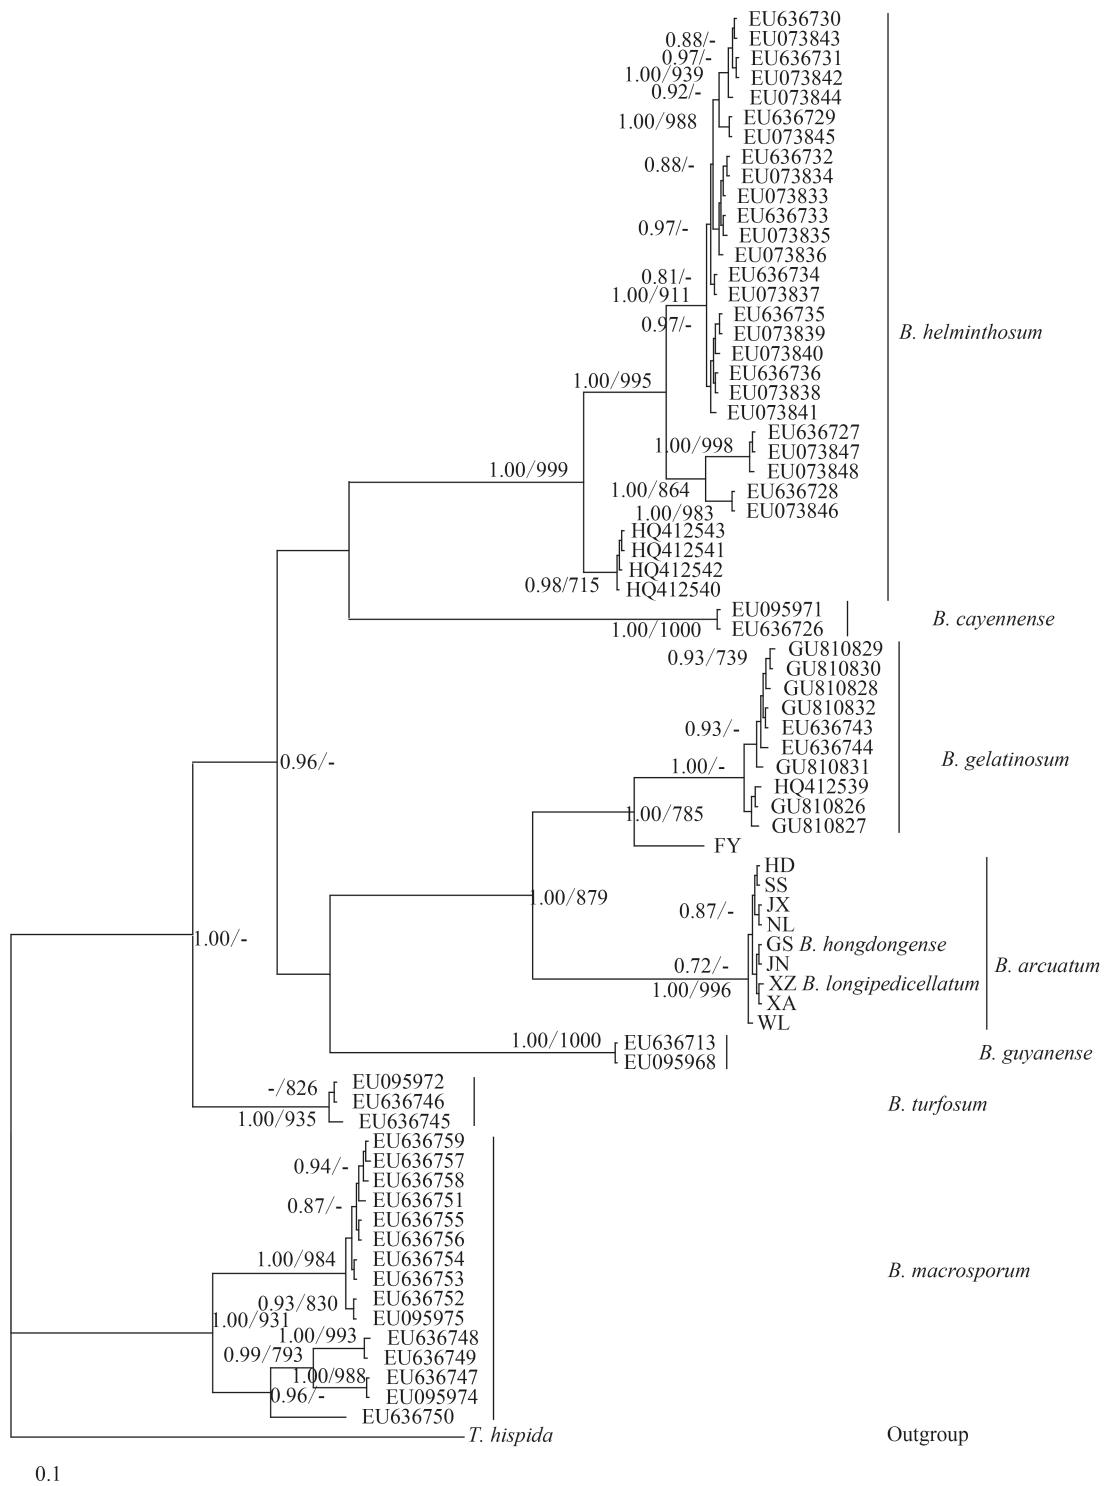 EU636730
0.88/- EU073843
0.97/- EU636731
1.00/939 EU073842
0.92/- EU073844
1.00/988 EU636729
EU073845
EU636732
0.88/- EU073834
EU073833
EU636733
0.97/- EU073835
EU073836
0.81/- EU636734
1.00/911 EU073837
EU636735
0.97/- EU073839 B. helminthosum
EU073840
EU636736
1.00/995 EU073838
EU073841
EU636727
1.00/998 EU073847
1.00/999 EU073848
1.00/864 EU636728
1.00/983 EU073846
HQ412543
HQ412541
HQ412542
0.98/715 HQ412540
EU095971
1.00/1000 EU636726 B. cayennense
GU810829
0.93/739 GU810830
GU810828
GU810832
0.93/- EU636743
EU636744
1.00/- GU810831 B. gelatinosum
0.96/-
HQ412539
1.00/785 GU810826
GU810827
FY
HD
SS
1.00/879
0.87/- JX
NL
1.00/- GS B. hongdongense
0.72/- JN B. arcuatum
1.00/996 XZ B. longipedicellatum
XA
WL
1.00/1000 EU636713
EU095968 B. guyanense
-/826 EU095972
EU636746 B. turfosum
1.00/935 EU636745
EU636759
0.94/- EU636757
EU636758
0.87/- EU636751
EU636755
EU636756
1.00/984 EU636754
EU636753 B. macrosporum
0.93/830 EU636752
1.00/931 EU095975
1.00/993 EU636748
0.99/793 EU636749
1.00/988 EU636747
0.96/- EU095974
EU636750
T. hispida Outgroup
0.1